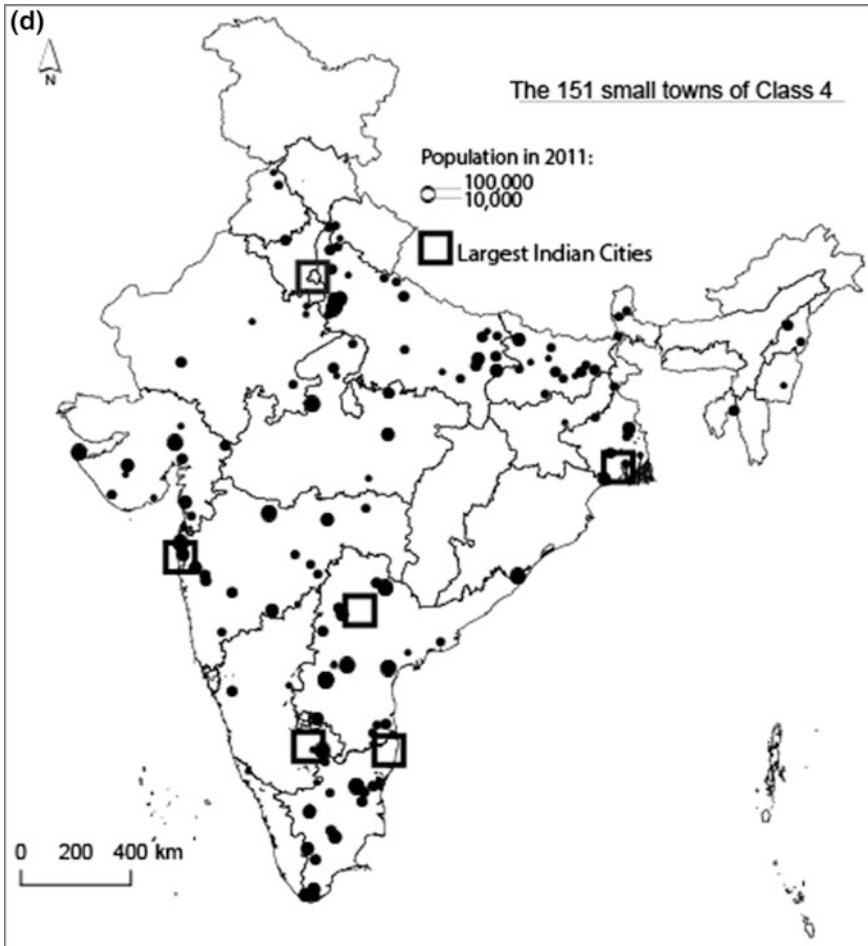 (d)
N
The 151 small towns of Class 4
Population in 2011:
100,000
10,000
Largest Indian Cities
0 200 400 km